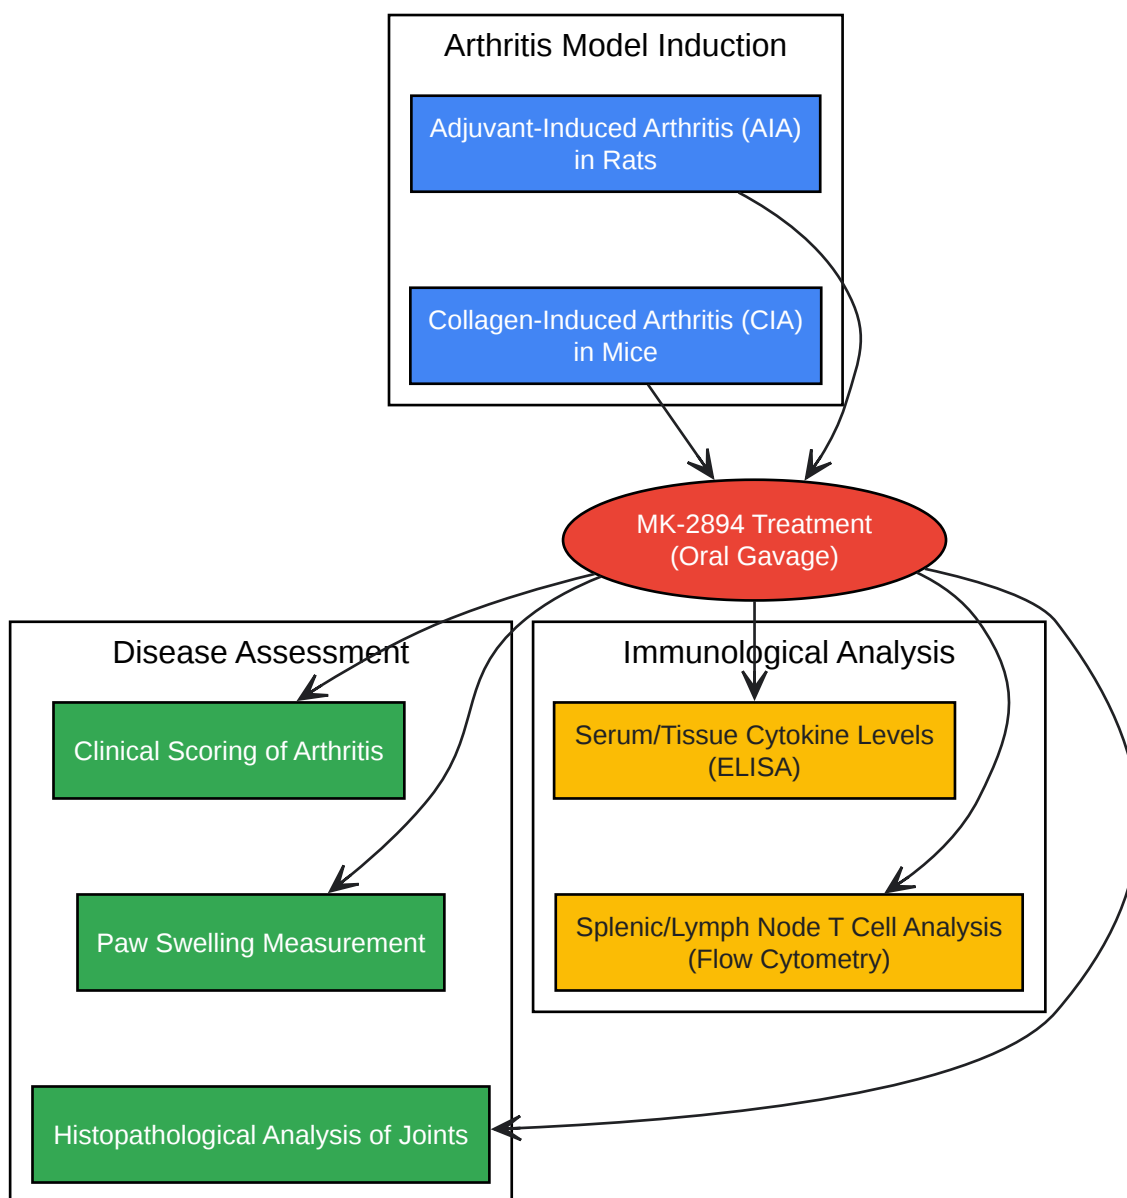 Arthritis Model Induction
Adjuvant-Induced Arthritis (AIA)
in Rats
Collagen-Induced Arthritis (CIA)
in Mice
MK-2894 Treatment
(Oral Gavage)
Disease Assessment
Clinical Scoring of Arthritis
Paw Swelling Measurement
Histopathological Analysis of Joints
Immunological Analysis
Serum/Tissue Cytokine Levels
(ELISA)
Splenic/Lymph Node T Cell Analysis
(Flow Cytometry)